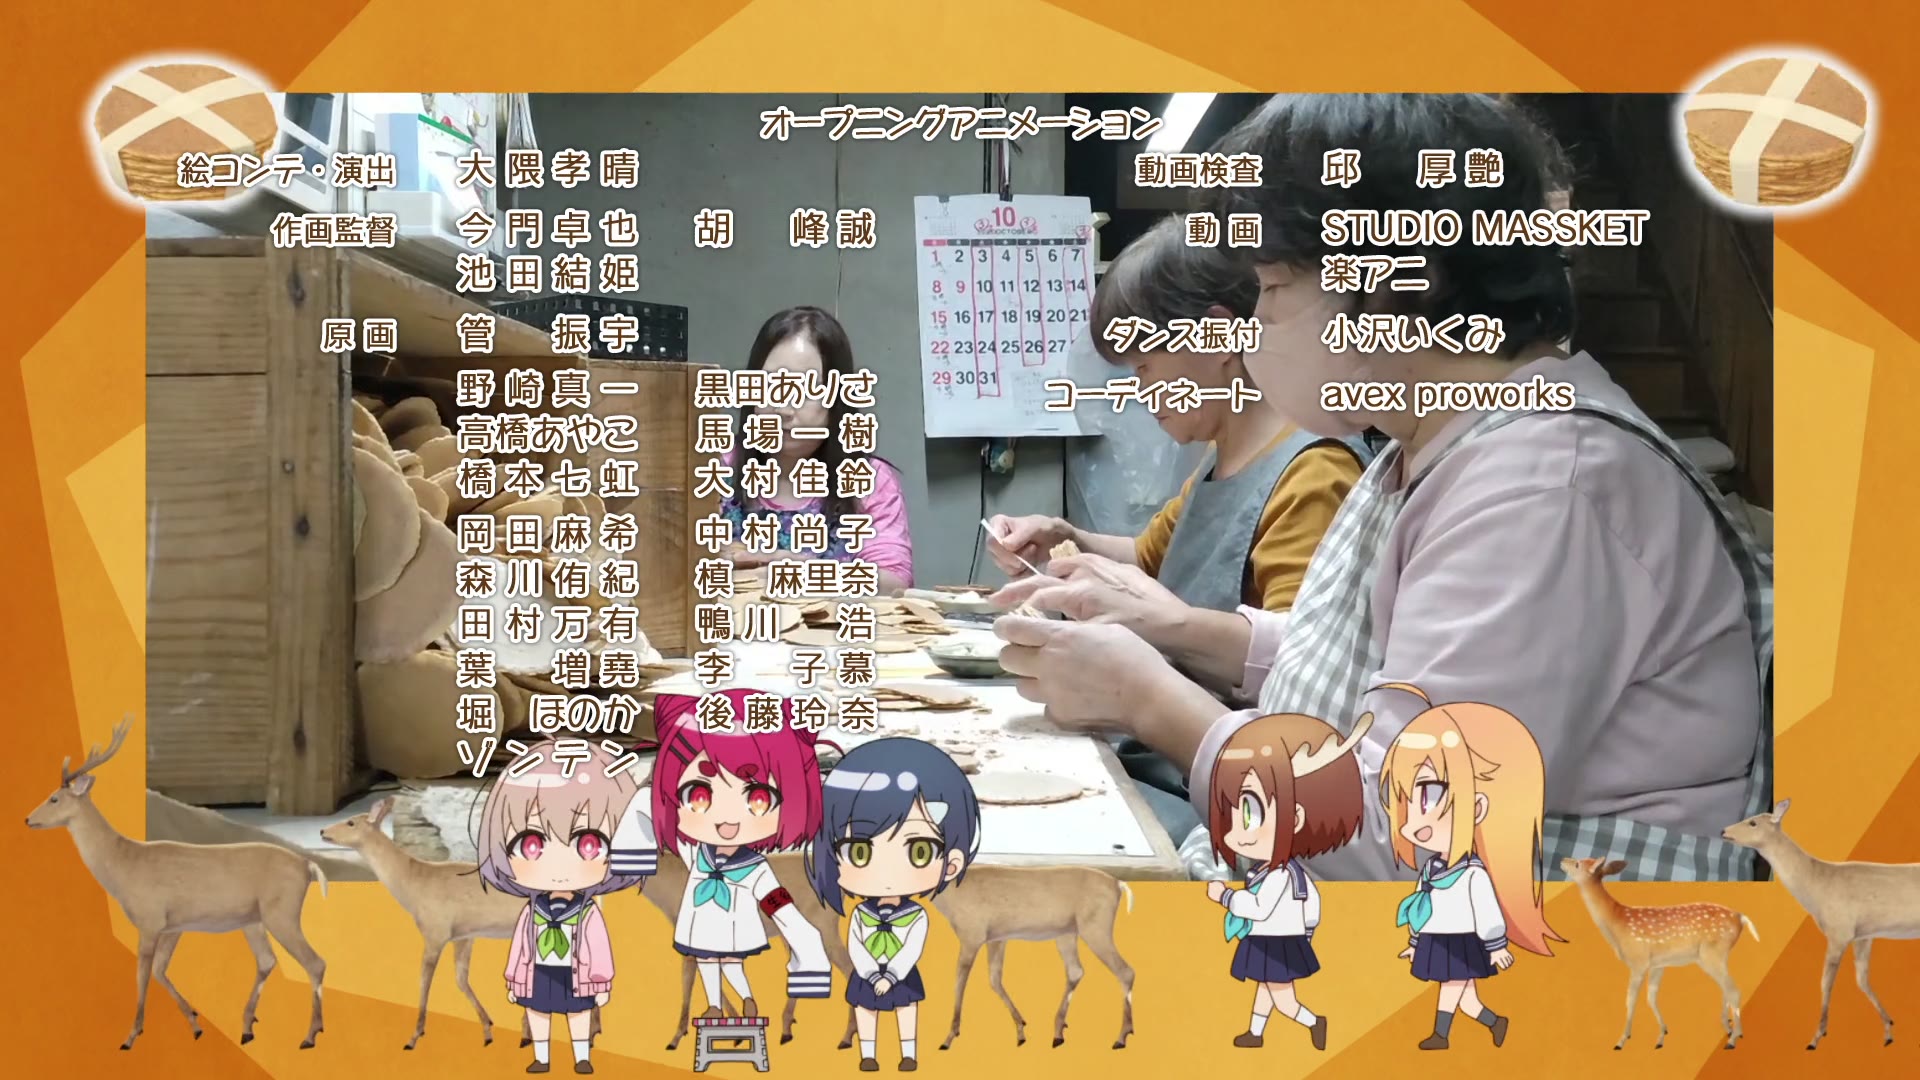 オープニングアニメーション
絵コンテ・演出 大隈孝晴
作画監督 今門卓也 胡 峰誠
池田結姫
原画 管 振宇
野崎真一 黒田ありさ
高橋あやこ 馬場一樹
橋本七虹 大村佳鈴
岡田麻希 中村尚子
森川侑紀 槙 麻里奈
田村万有 鴨川 浩
葉 増堯 李 子慕
堀 ほのか 後藤玲奈
ゾンテン
動画検査 邱 厚艶
動画 STUDIO MASSKET
楽アニ
ダンス振付 小沢いくみ
コーディネート avex proworks
10
OCTOBER
1 2 3 4 5 6 7
8 9 10 11 12 13 14
15 16 17 18 19 20 21
22 23 24 25 26 27
29 30 31